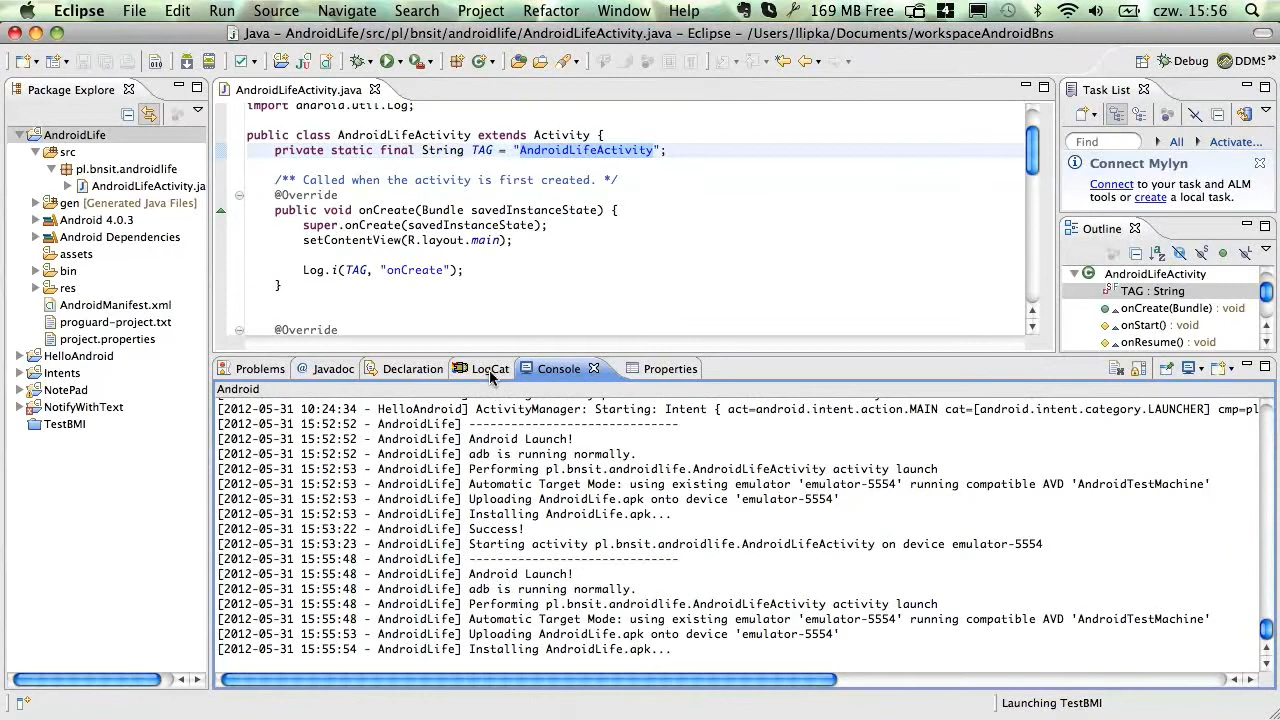 Eclipse File Edit Run Source Navigate Search Project Refactor Window Help 169 MB Free czw. 15:56
Java – AndroidLife/src/pl/bnsit/androidlife/AndroidLifeActivity.java – Eclipse – /Users/llipka/Documents/workspaceAndroidBns
Debug DDMS
Package Explore
AndroidLife
src
pl.bnsit.androidlife
AndroidLifeActivity.ja
gen [Generated Java Files]
Android 4.0.3
Android Dependencies
assets
bin
res
AndroidManifest.xml
proguard-project.txt
project.properties
HelloAndroid
Intents
NotePad
NotifyWithText
TestBMI
AndroidLifeActivity.java
import android.util.Log;
public class AndroidLifeActivity extends Activity {
private static final String TAG = "AndroidLifeActivity";
/** Called when the activity is first created. */
@Override
public void onCreate(Bundle savedInstanceState) {
super.onCreate(savedInstanceState);
setContentView(R.layout.main);
Log.i(TAG, "onCreate");
}
@Override
Task List
Find All Activate...
Connect Mylyn
Connect to your task and ALM
tools or create a local task.
Outline
AndroidLifeActivity
TAG : String
onCreate(Bundle) : void
onStart() : void
onResume() : void
Problems Javadoc Declaration LogCat Console Properties
Android
[2012-05-31 10:24:34 - HelloAndroid] ActivityManager: Starting: Intent { act=android.intent.action.MAIN cat=[android.intent.category.LAUNCHER] cmp=pl
[2012-05-31 15:52:52 - AndroidLife] ------------------------------
[2012-05-31 15:52:52 - AndroidLife] Android Launch!
[2012-05-31 15:52:52 - AndroidLife] adb is running normally.
[2012-05-31 15:52:53 - AndroidLife] Performing pl.bnsit.androidlife.AndroidLifeActivity activity launch
[2012-05-31 15:52:53 - AndroidLife] Automatic Target Mode: using existing emulator 'emulator-5554' running compatible AVD 'AndroidTestMachine'
[2012-05-31 15:52:53 - AndroidLife] Uploading AndroidLife.apk onto device 'emulator-5554'
[2012-05-31 15:52:53 - AndroidLife] Installing AndroidLife.apk...
[2012-05-31 15:53:22 - AndroidLife] Success!
[2012-05-31 15:53:23 - AndroidLife] Starting activity pl.bnsit.androidlife.AndroidLifeActivity on device emulator-5554
[2012-05-31 15:55:48 - AndroidLife] ------------------------------
[2012-05-31 15:55:48 - AndroidLife] Android Launch!
[2012-05-31 15:55:48 - AndroidLife] adb is running normally.
[2012-05-31 15:55:48 - AndroidLife] Performing pl.bnsit.androidlife.AndroidLifeActivity activity launch
[2012-05-31 15:55:48 - AndroidLife] Automatic Target Mode: using existing emulator 'emulator-5554' running compatible AVD 'AndroidTestMachine'
[2012-05-31 15:55:53 - AndroidLife] Uploading AndroidLife.apk onto device 'emulator-5554'
[2012-05-31 15:55:54 - AndroidLife] Installing AndroidLife.apk...
Launching TestBMI